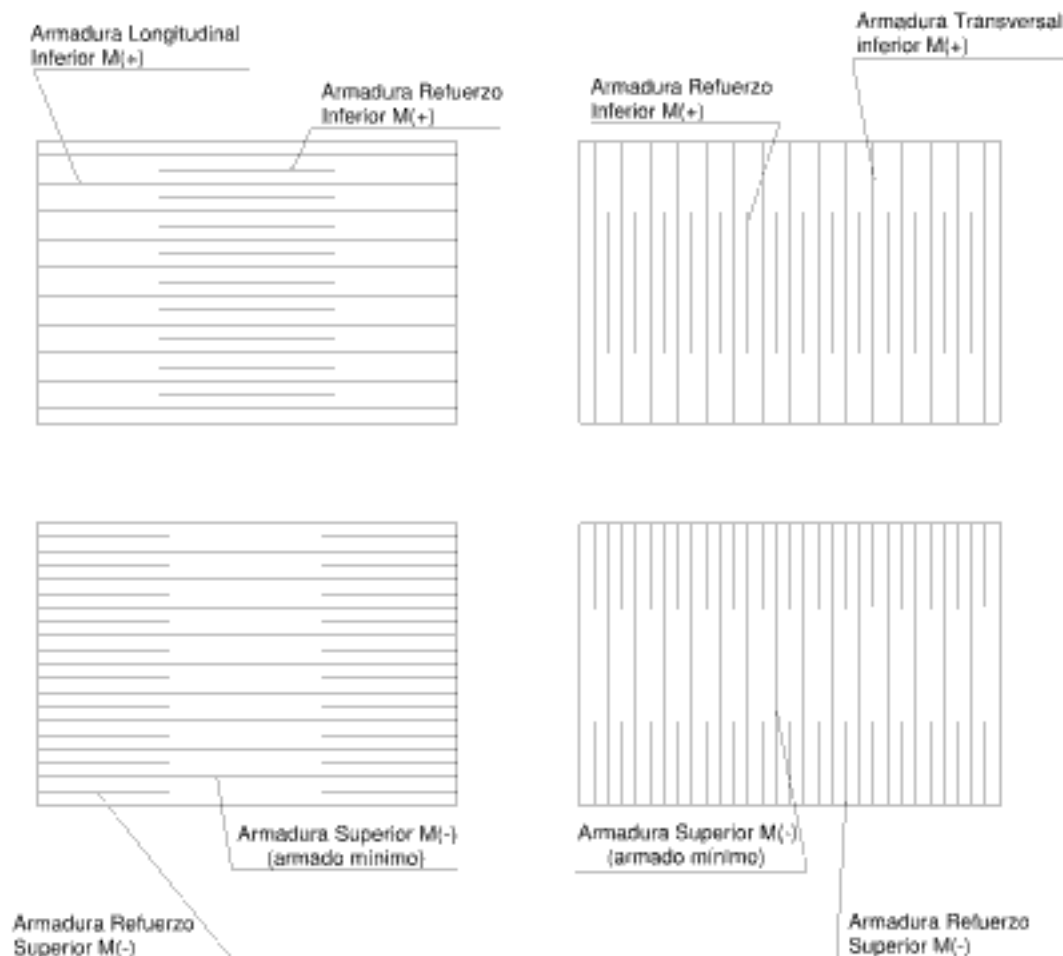 Armadura Longitudinal
Inferior M(+)
Armadura Refuerzo
Inferior M(+)
Armadura Refuerzo
Inferior M(+)
Armadura Transversal
inferior M(+)
Armadura Superior M(-)
(armado mínimo)
Armadura Refuerzo
Superior M(-)
Armadura Superior M(-)
(armado mínimo)
Armadura Refuerzo
Superior M(-)